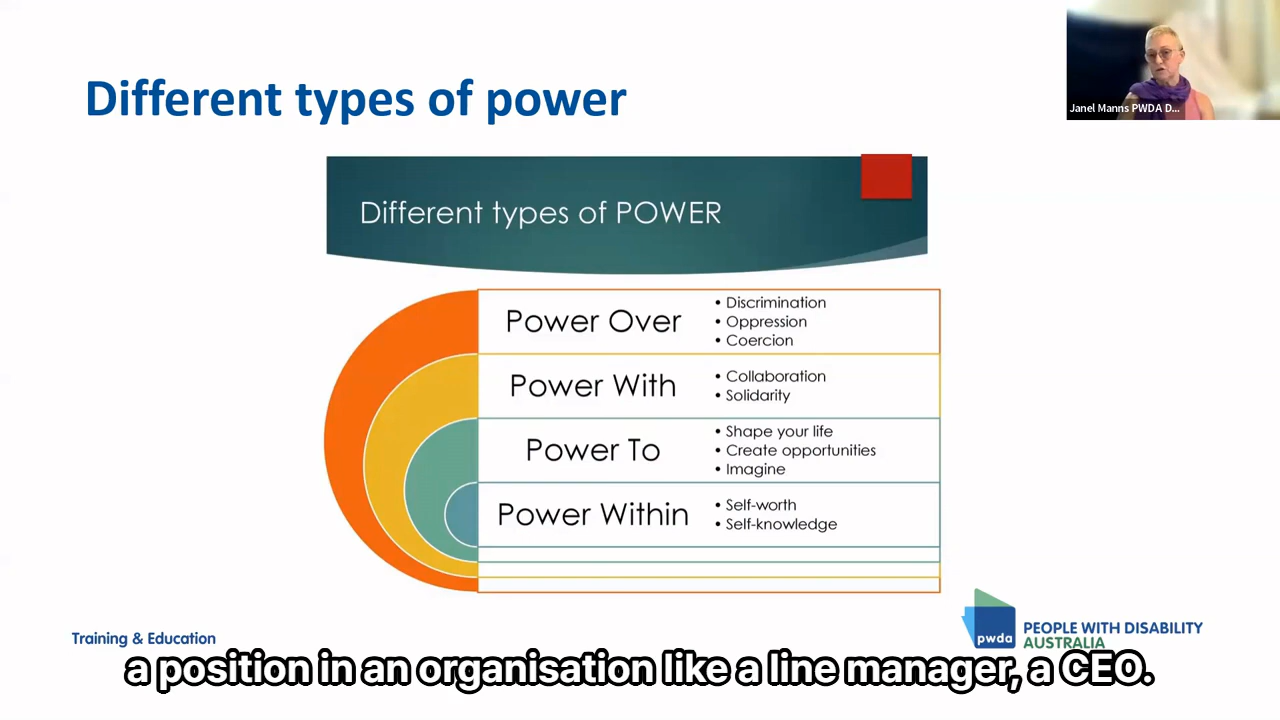 Different types of power
Janel Manns PWDA D...
Different types of POWER
Power Over
• Discrimination
• Oppression
• Coercion
Power With
• Collaboration
• Solidarity
Power To
• Shape your life
• Create opportunities
• Imagine
Power Within
• Self-worth
• Self-knowledge
Training & Education
pwda
PEOPLE WITH DISABILITY
AUSTRALIA
a position in an organisation like a line manager, a CEO.